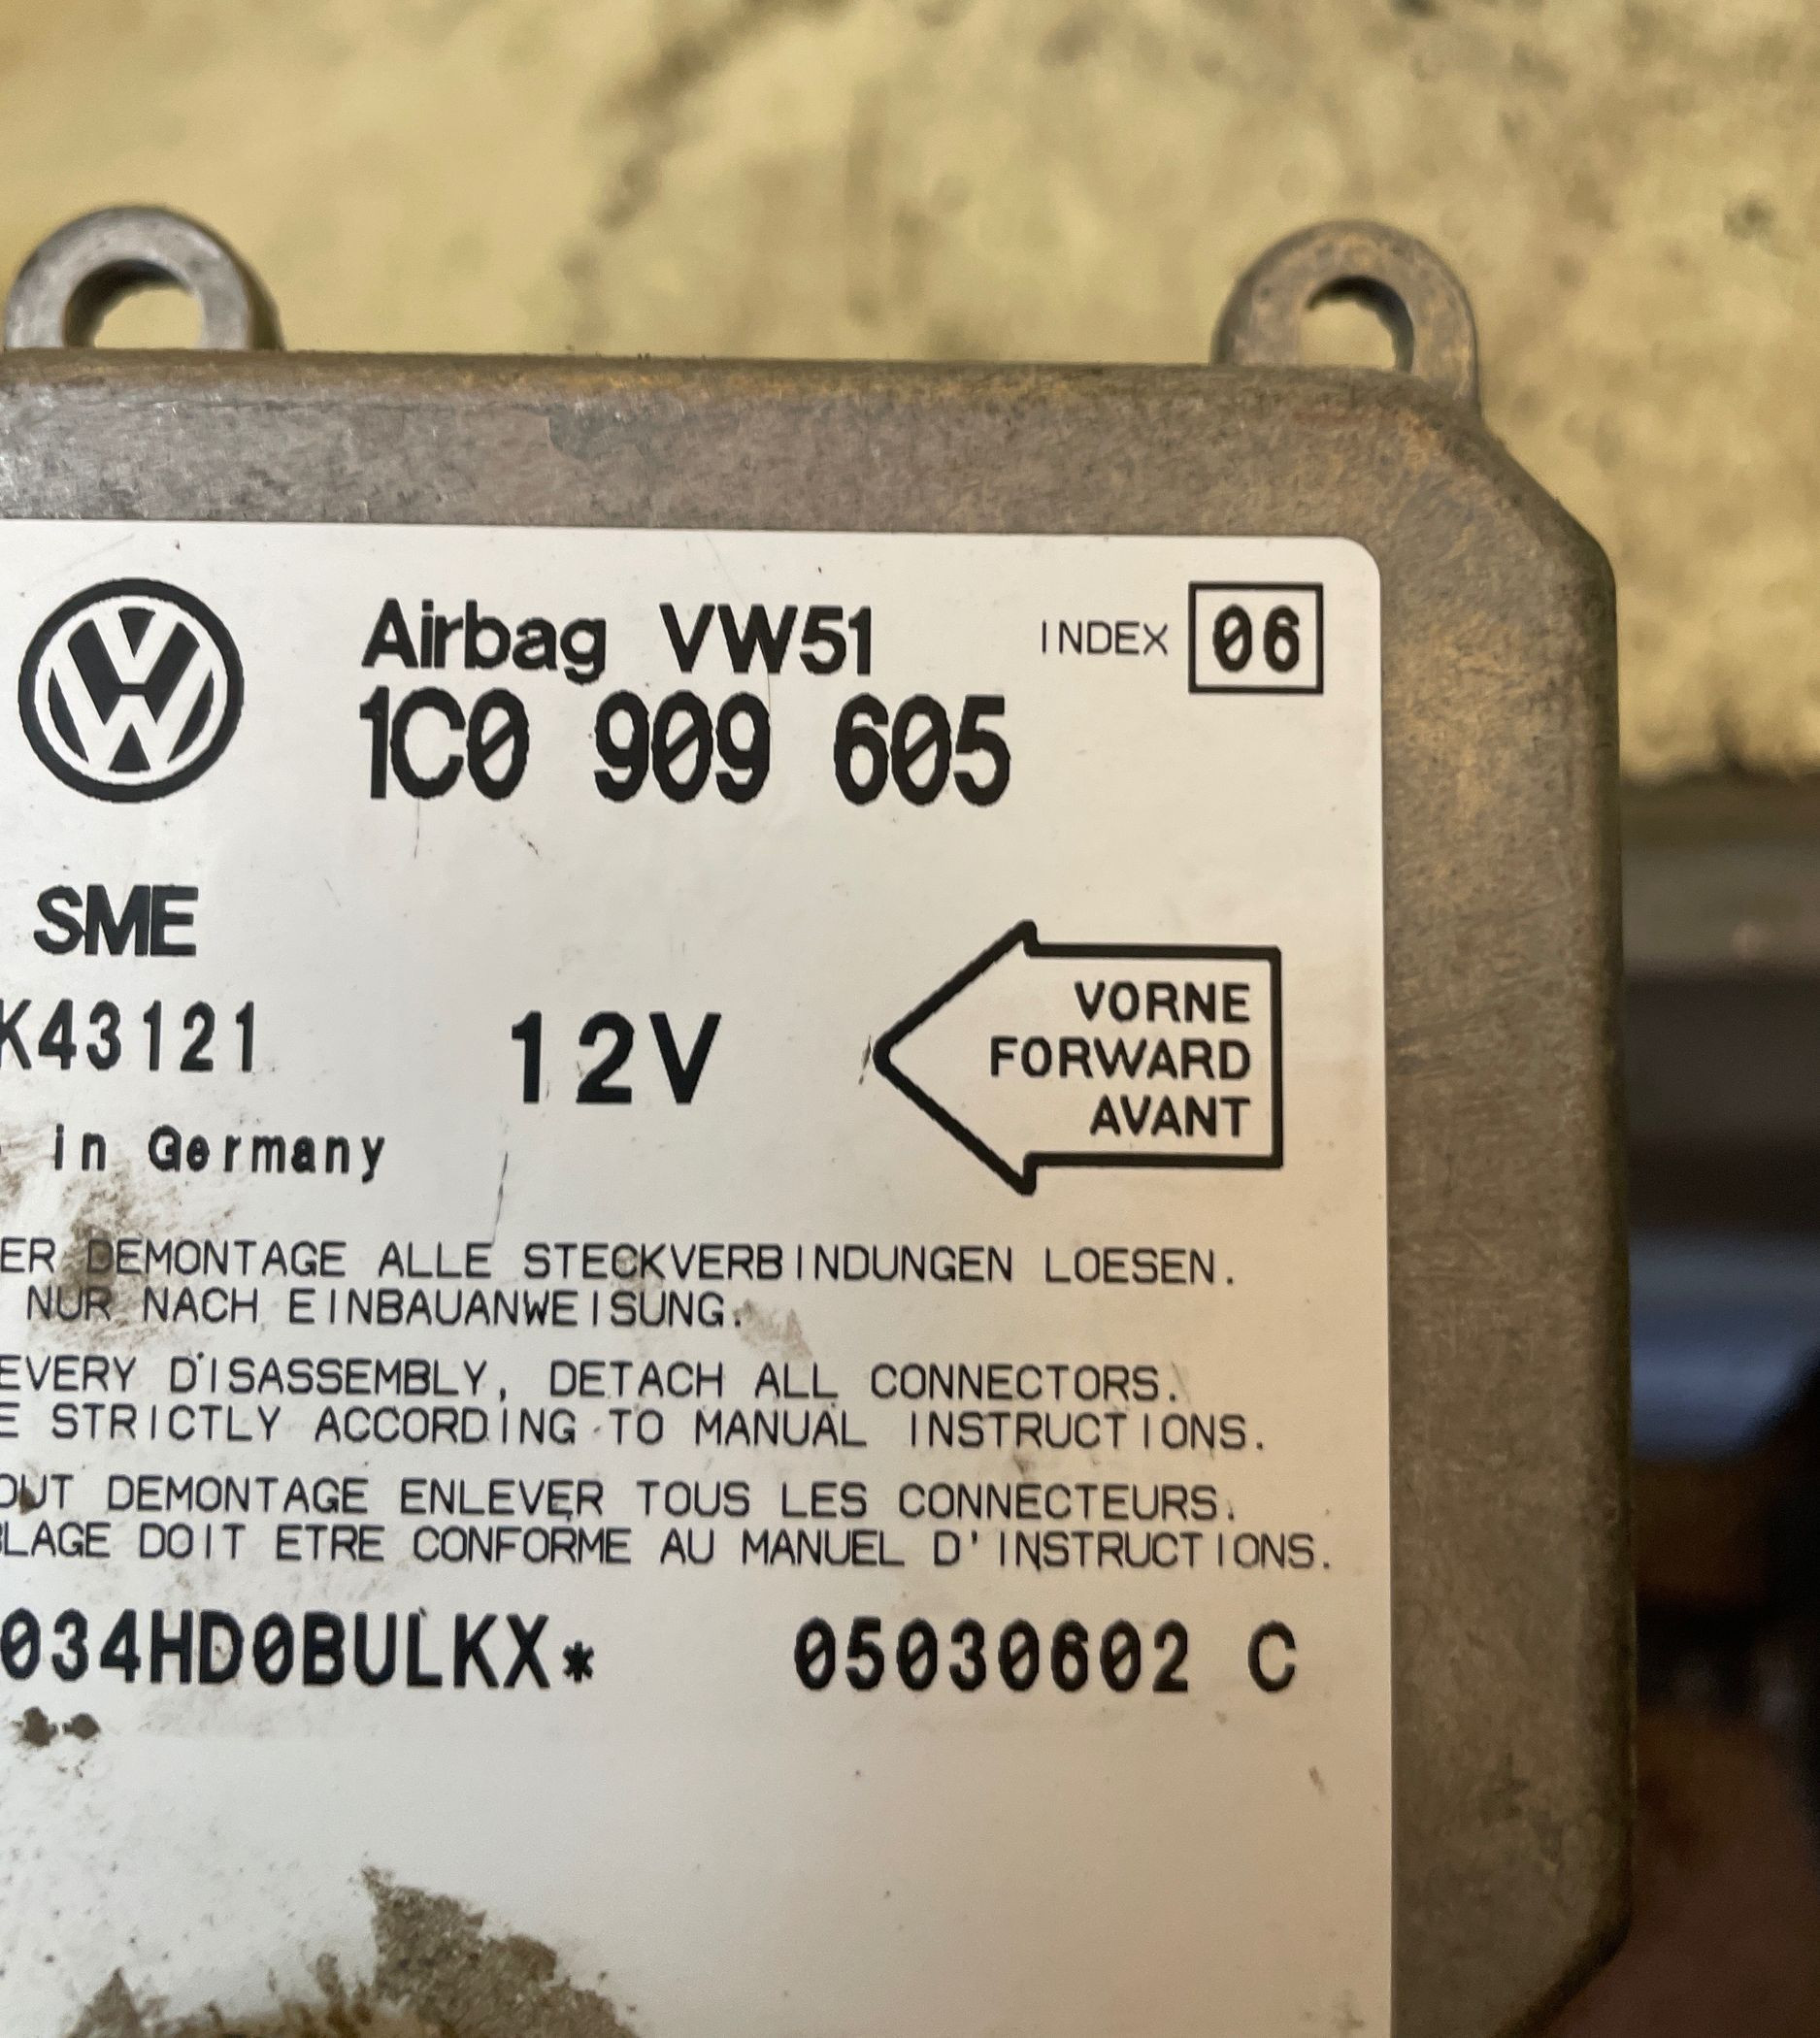 Airbag VW51 INDEX 06
1C0 909 605
SME
K43121 12V
VORNE
FORWARD
AVANT
in Germany
ER DEMONTAGE ALLE STECKVERBINDUNGEN LOESEN.
NUR NACH EINBAUANWEISUNG.
EVERY DISASSEMBLY, DETACH ALL CONNECTORS.
E STRICTLY ACCORDING TO MANUAL INSTRUCTIONS.
OUT DEMONTAGE ENLEVER TOUS LES CONNECTEURS.
BLAGE DOIT ETRE CONFORME AU MANUEL D'INSTRUCTIONS.
034HD0BULKX* 05030602 C